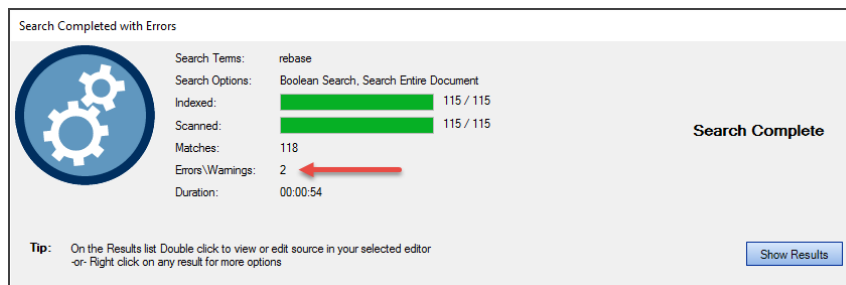 Search Completed with Errors
Search Terms: rebase
Search Options: Boolean Search, Search Entire Document
Indexed: 115 / 115
Scanned: 115 / 115
Search Complete
Matches: 118
Errors\Warnings: 2
Duration: 00:00:54
Tip: On the Results list Double click to view or edit source in your selected editor
-or- Right click on any result for more options
Show Results